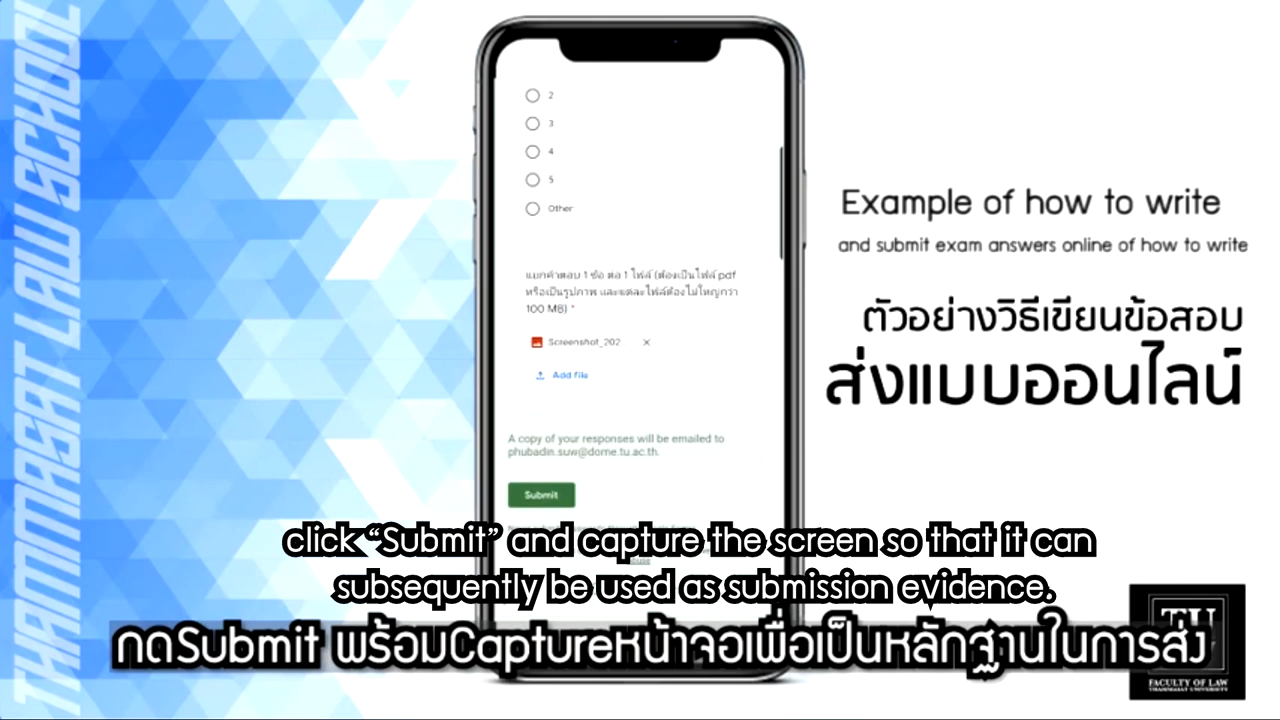 THAMMASAT LAW SCHOOL
2
3
4
5
Other
แยกคำตอบ 1 ข้อ ต่อ 1 ไฟล์ (ต้องเป็นไฟล์ pdf
หรือเป็นรูปภาพ และแต่ละไฟล์ต้องไม่ใหญ่กว่า
100 MB) *
Screenshot_202
Add file
A copy of your responses will be emailed to
phubadin.suw@dome.tu.ac.th.
Submit
Example of how to write
and submit exam answers online of how to write
ตัวอย่างวิธีเขียนข้อสอบ
ส่งแบบออนไลน์
click “Submit” and capture the screen so that it can
subsequently be used as submission evidence.
กดSubmit พร้อมCaptureหน้าจอเพื่อเป็นหลักฐานในการส่ง
TU
FACULTY OF LAW
THAMMASAT UNIVERSITY